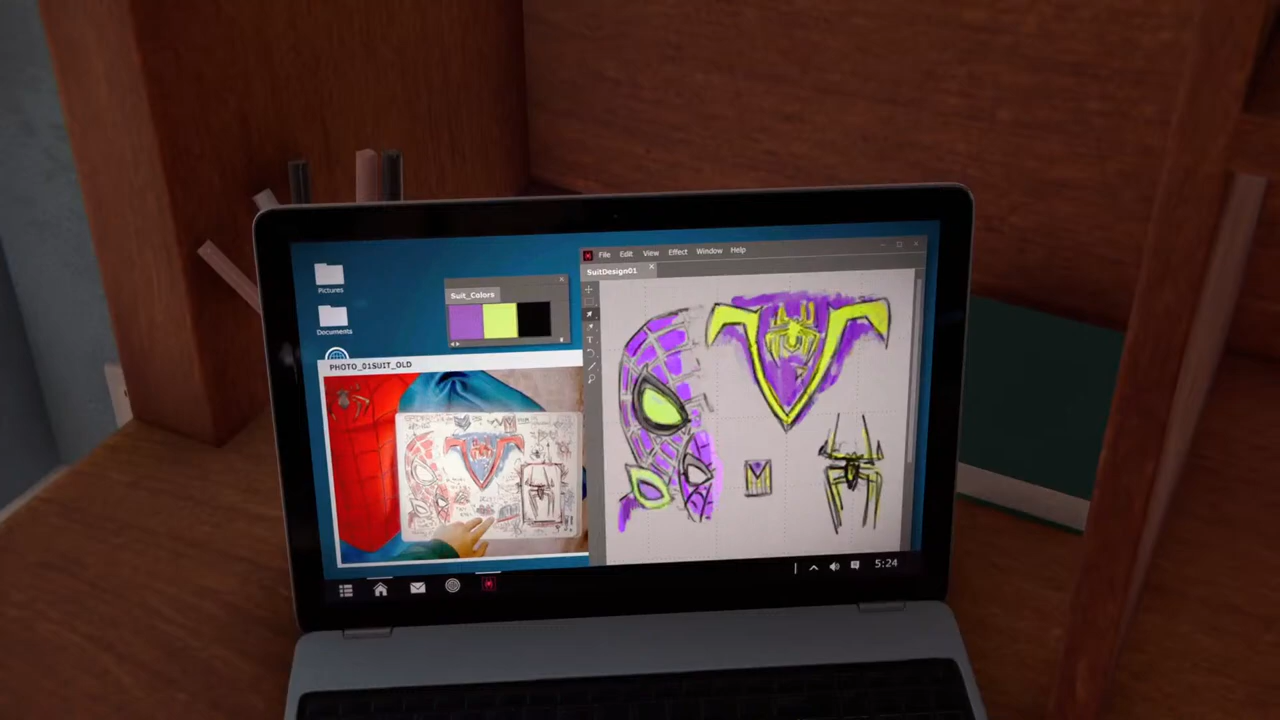 Pictures
Documents
Suit_Colors
PHOTO_01SUIT_OLD
File Edit View Effect Window Help
SuitDesign01
5:24